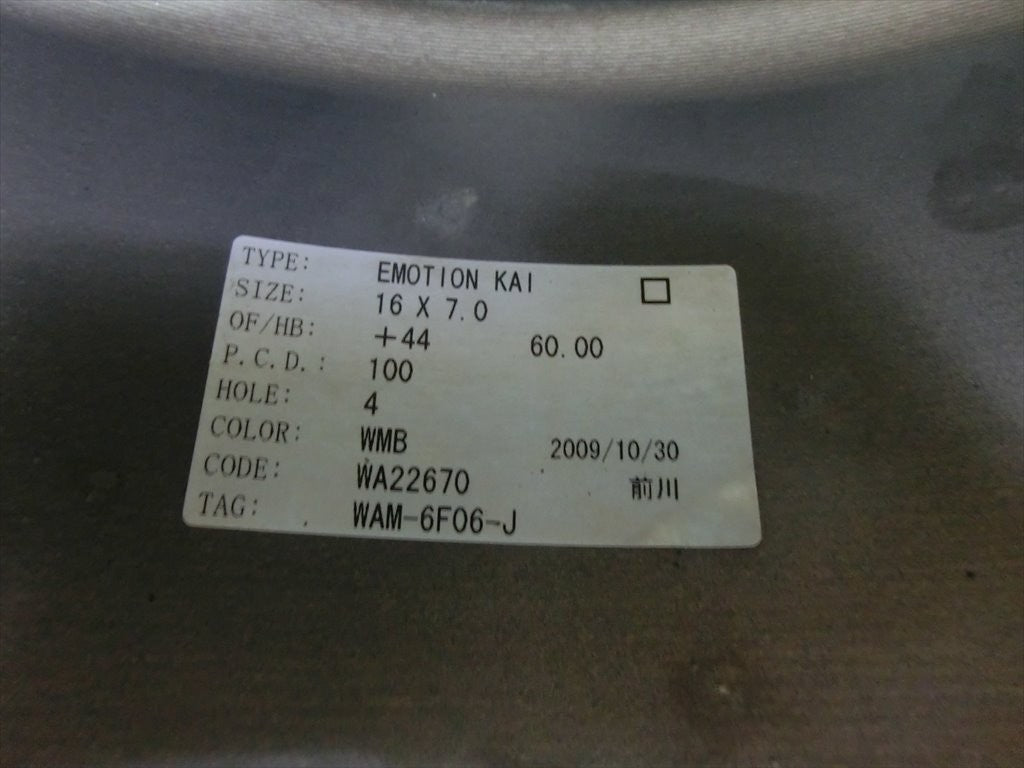 TYPE: EMOTION KAI □
SIZE: 16 X 7.0
OF/HB: +44 60.00
P.C.D.: 100
HOLE: 4
COLOR: WMB 2009/10/30
CODE: WA22670 前川
TAG: WAM-6F06-J